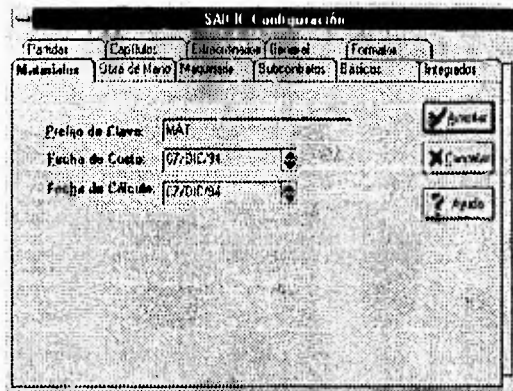 SAICIC Configuración
Partidas Capítulos Estacionados General Formatos
Materiales Obra de Mano Maquinaria Subcontratos Básicos Integrados
Prefijo de Clave: MAT
Fecha de Costo: 07/DIC/94
Fecha de Cálculo: 07/DIC/94
Aceptar
Cancelar
Ayuda